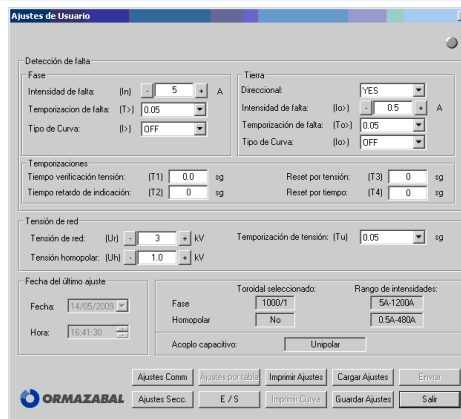 Ajustes de Usuario
Detección de falta
Fase
Intensidad de falta: (In) - 5 + A
Temporizacion de falta: (T>) 0.05
Tipo de Curva: (I>) OFF
Tierra
Direccional: YES
Intensidad de falta: (Io>) - 0.5 + A
Temporización de falta: (To>) 0.05
Tipo de Curva: (Io>) OFF
Temporizaciones
Tiempo verificación tensión: (T1) 0.0 sg Reset por tensión: (T3) 0 sg
Tiempo retardo de indicación: (T2) 0 sg Reset por tiempo: (T4) 0 sg
Tensión de red
Tensión de red: (Ur) - 3 + kV Temporización de tensión: (Tu) 0.05 sg
Tensión homopolar: (Uh) - 1.0 + kV
Fecha del último ajuste
Fecha: 14/05/2009
Hora: 16:41:30
Toroidal seleccionado: Rango de intensidades:
Fase 1000/1 5A-1200A
Homopolar No 0.5A-480A
Acoplo capacitivo: Unipolar
Ajustes Comm Ajustes por tabla Imprimir Ajustes Cargar Ajustes Enviar
ORMAZABAL Ajustes Secc. E / S Imprimir Curva Guardar Ajustes Salir